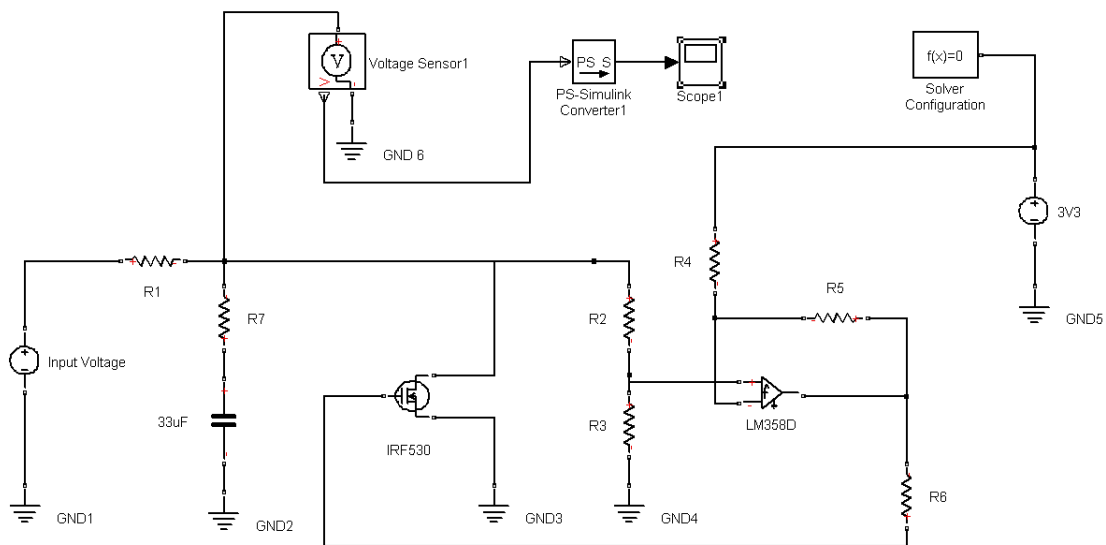 V
V
Voltage Sensor1
GND 6
PS S
PS-Simulink
Converter1
Scope1
f(x)=0
Solver
Configuration
3V3
GND5
R1
R7
R2
R4
R5
Input Voltage
33uF
IRF530
R3
LM358D
R6
GND1
GND2
GND3
GND4